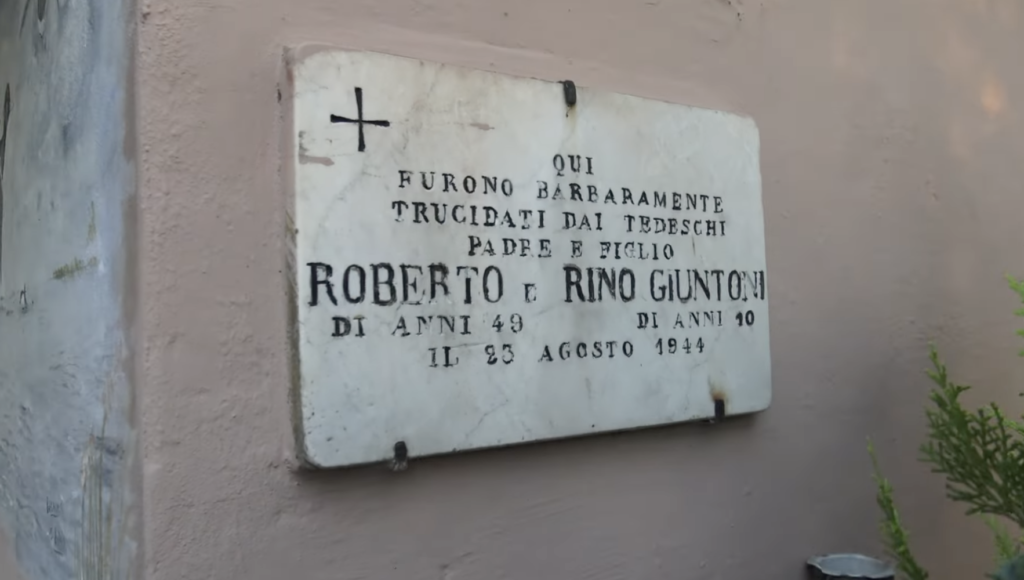 QUI
FURONO BARBARAMENTE
TRUCIDATI DAI TEDESCHI
PADRE E FIGLIO
ROBERTO E RINO GIUNTONI
DI ANNI 49 DI ANNI 10
IL 23 AGOSTO 1944